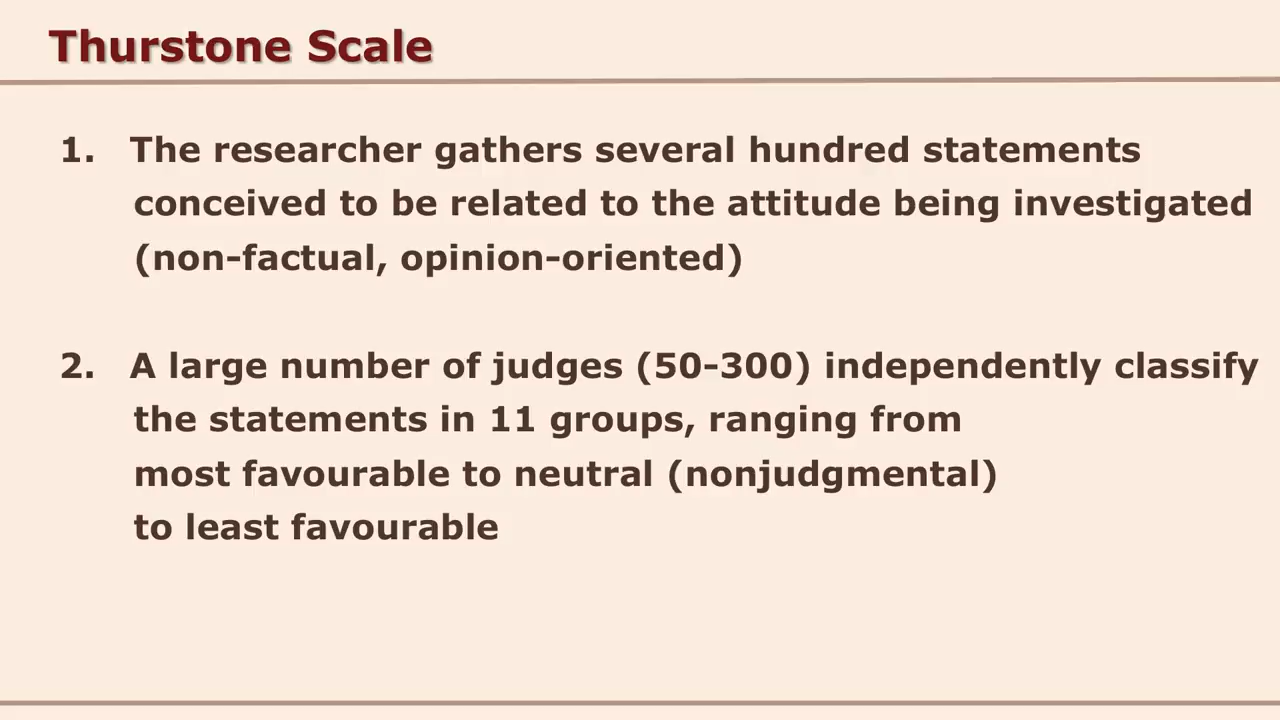 Thurstone Scale
1. The researcher gathers several hundred statements
conceived to be related to the attitude being investigated
(non-factual, opinion-oriented)
2. A large number of judges (50-300) independently classify
the statements in 11 groups, ranging from
most favourable to neutral (nonjudgmental)
to least favourable